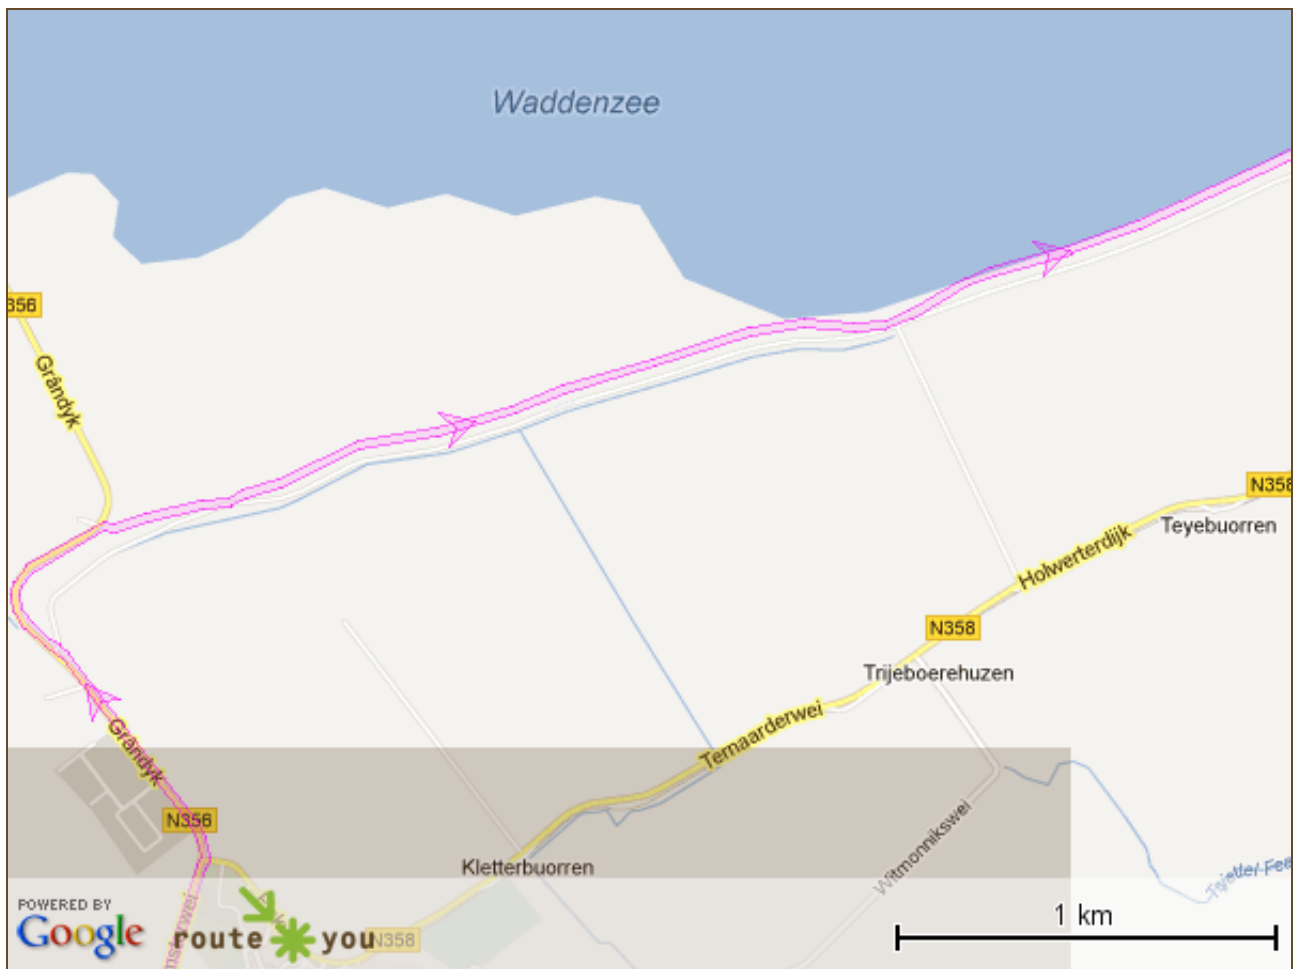 Waddenzee
356
Grândyk
N358
Teyebuorren
Holwerterdijk
N358
Trijeboerehuzen
Ternaarderwei
Grândyk
N356
Witmonnikswei
Kletterbuorren
POWERED BY
Google
route you
N358
1 km